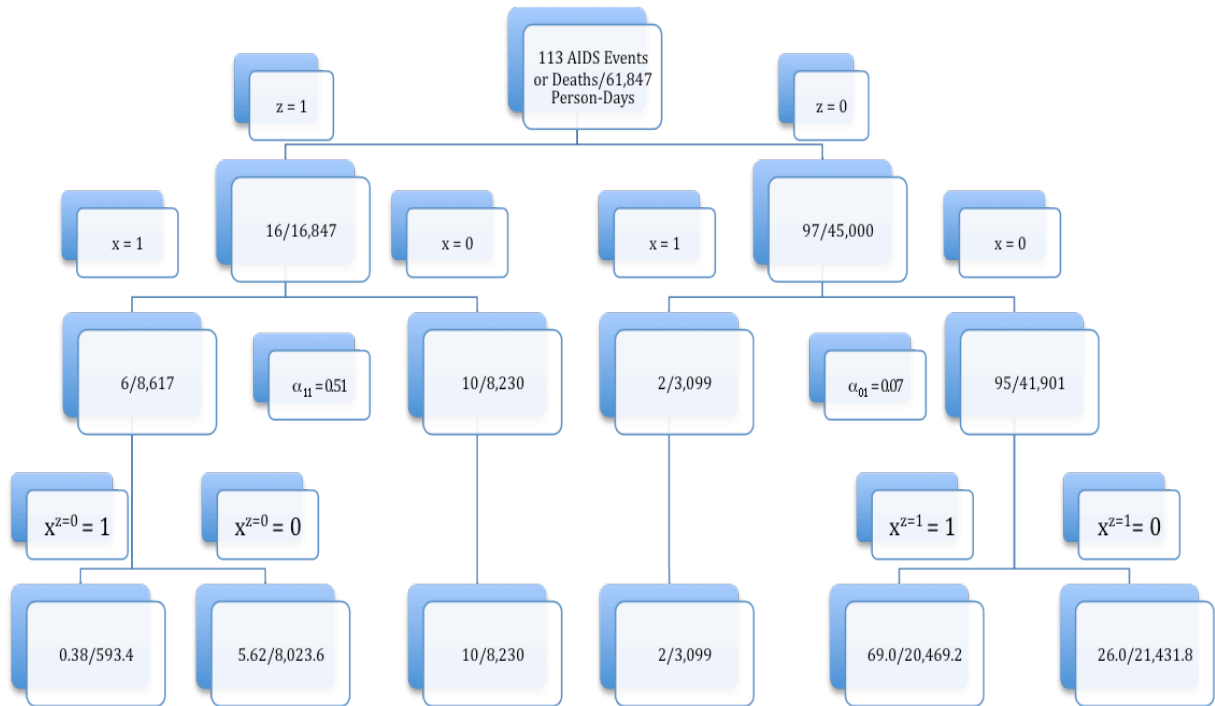 113 AIDS Events
or Deaths/61,847
Person-Days
z = 1
z = 0
16/16,847
97/45,000
x = 1
x = 0
x = 1
x = 0
6/8,617
α₁₁ = 0.51
10/8,230
2/3,099
α₀₁ = 0.07
95/41,901
xᶻ⁼⁰ = 1
xᶻ⁼⁰ = 0
xᶻ⁼¹ = 1
xᶻ⁼¹ = 0
0.38/593.4
5.62/8,023.6
10/8,230
2/3,099
69.0/20,469.2
26.0/21,431.8